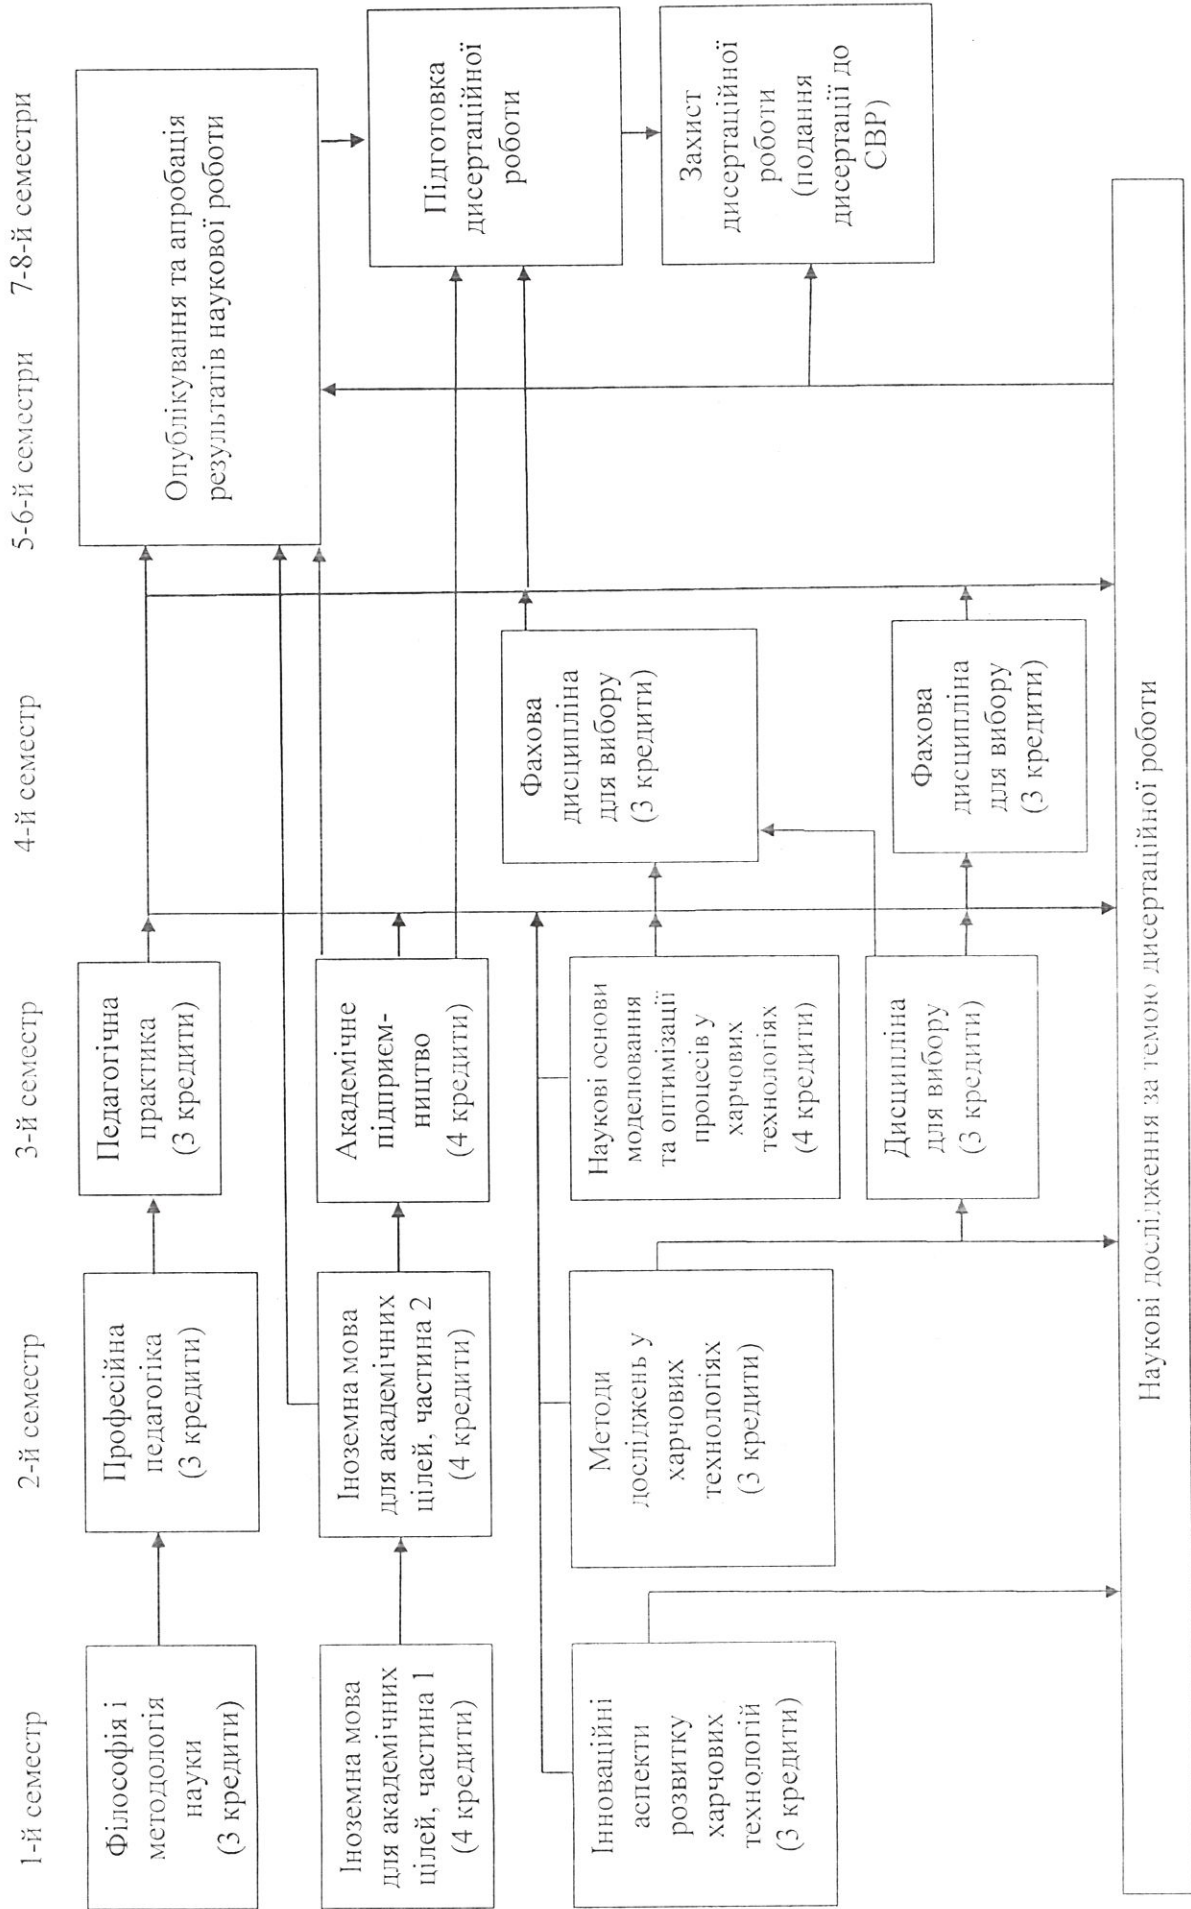 1-й семестр
2-й семестр
3-й семестр
4-й семестр
5-6-й семестри
7-8-й семестри
Філософія і
методологія
науки
(3 кредити)
Професійна
педагогіка
(3 кредити)
Педагогічна
практика
(3 кредити)
Опублікування та апробація
результатів наукової роботи
Іноземна мова
для академічних
цілей, частина 1
(4 кредити)
Іноземна мова
для академічних
цілей, частина 2
(4 кредити)
Академічне
підприєм-
ництво
(4 кредити)
Підготовка
дисертаційної
роботи
Інноваційні
аспекти
розвитку
харчових
технологій
(3 кредити)
Методи
досліджень у
харчових
технологіях
(3 кредити)
Наукові основи
моделювання
та оптимізації
процесів у
харчових
технологіях
(4 кредити)
Фахова
дисципліна
для вибору
(3 кредити)
Захист
дисертаційної
роботи
(подання
дисертації до
СВР)
Дисципліна
для вибору
(3 кредити)
Фахова
дисципліна
для вибору
(3 кредити)
Наукові дослідження за темою дисертаційної роботи